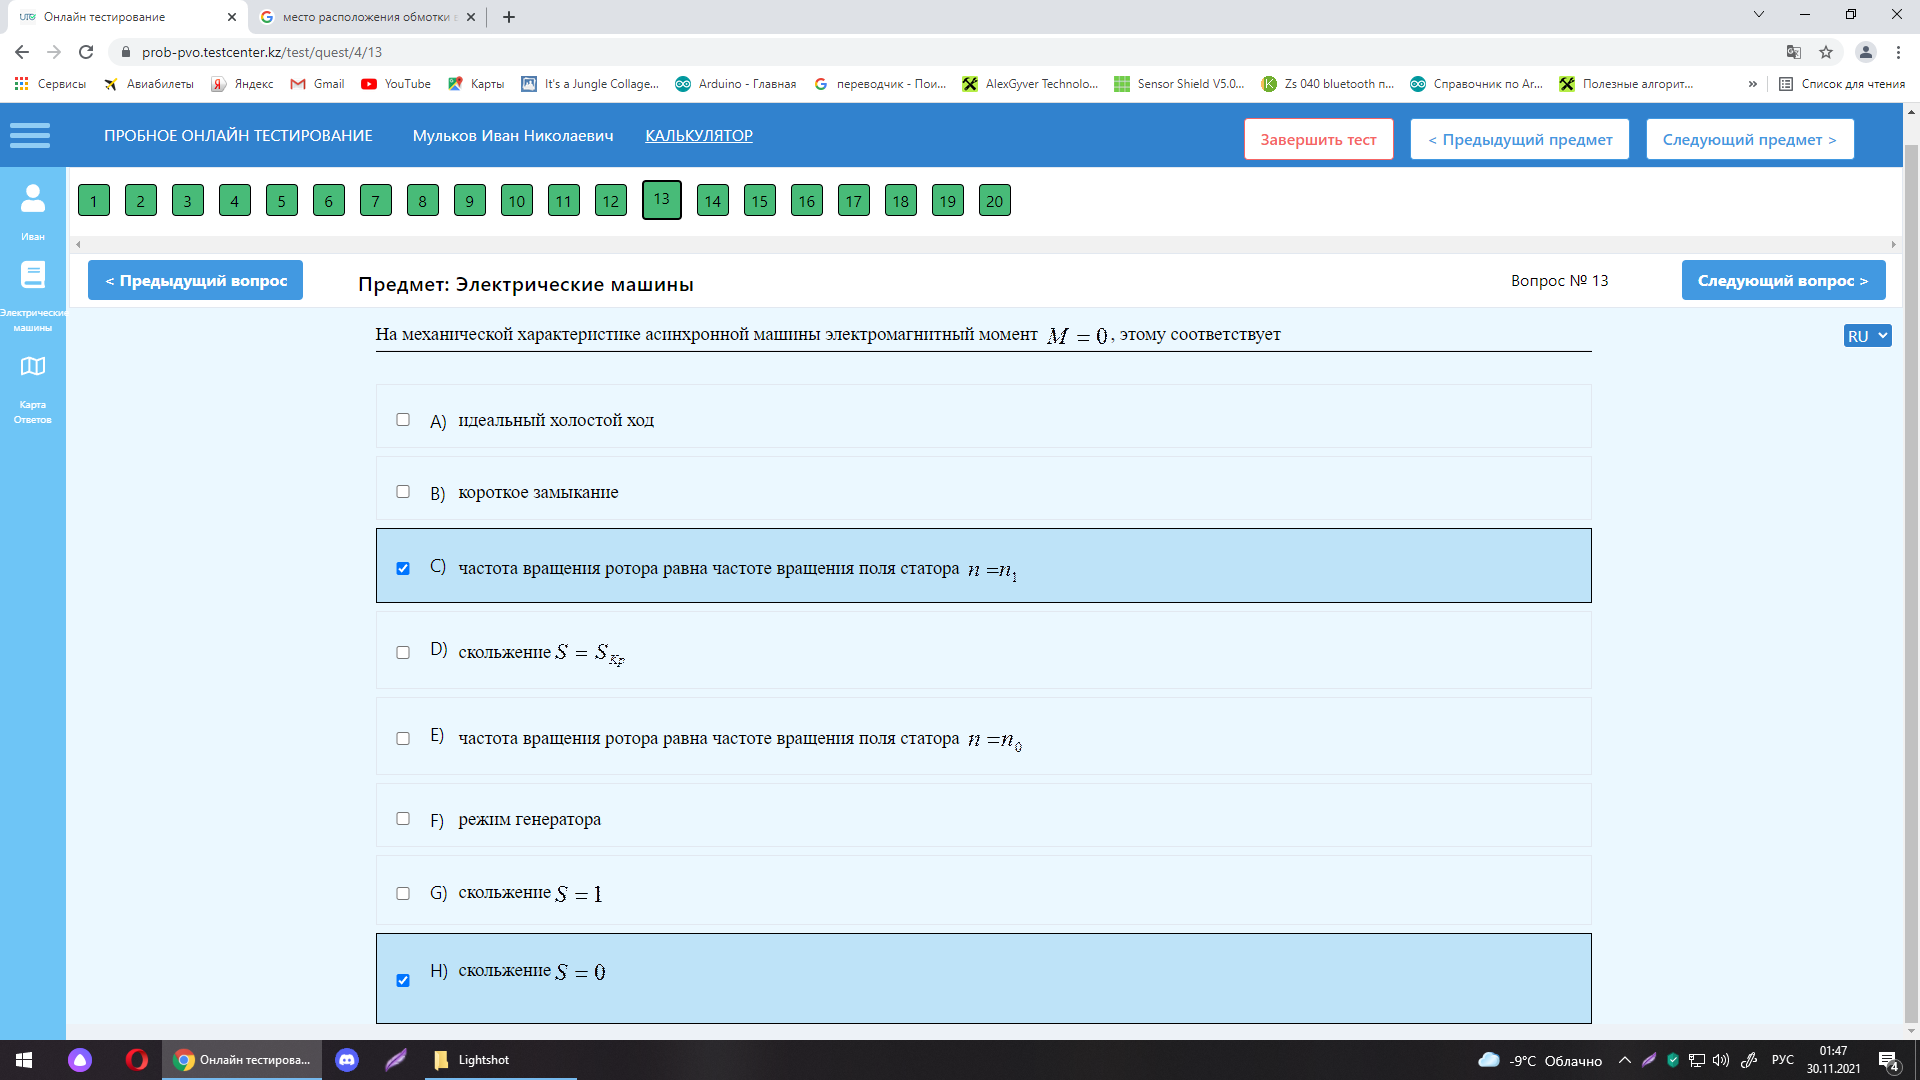 Онлайн тестирование
место расположения обмотки в
prob-pvo.testcenter.kz/test/quest/4/13
Сервисы Авиабилеты Яндекс Gmail YouTube Карты It's a Jungle Collage... Arduino - Главная переводчик - Пои... AlexGyver Technolo... Sensor Shield V5.0... Zs 040 bluetooth п... Справочник по Ar... Полезные алгорит... » Список для чтения
ПРОБНОЕ ОНЛАЙН ТЕСТИРОВАНИЕ Мульков Иван Николаевич КАЛЬКУЛЯТОР Завершить тест < Предыдущий предмет Следующий предмет >
1 2 3 4 5 6 7 8 9 10 11 12 13 14 15 16 17 18 19 20
Иван
Электрические
машины
Карта
Ответов
< Предыдущий вопрос Предмет: Электрические машины Вопрос № 13 Следующий вопрос >
На механической характеристике асинхронной машины электромагнитный момент M = 0, этому соответствует
RU
A) идеальный холостой ход
B) короткое замыкание
C) частота вращения ротора равна частоте вращения поля статора n =n1
D) скольжение S = Sкр
E) частота вращения ротора равна частоте вращения поля статора n =n0
F) режим генератора
G) скольжение S = 1
H) скольжение S = 0
Онлайн тестирова... Lightshot -9°C Облачно РУС 01:47
30.11.2021
4